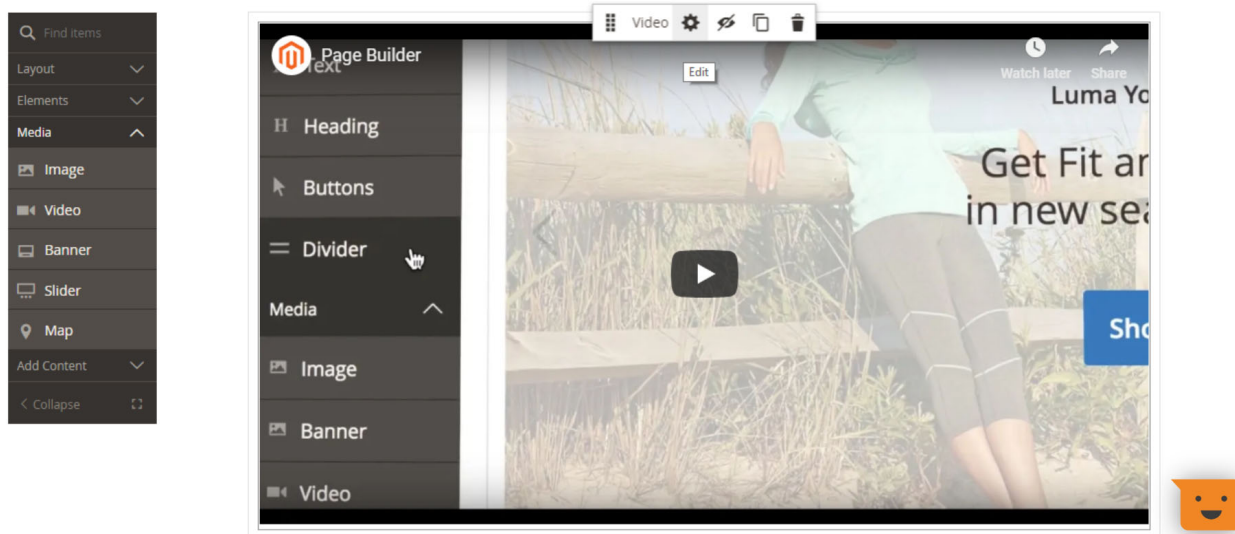 Find items
Layout
Elements
Media
Image
Video
Banner
Slider
Map
Add Content
Collapse
Video
Edit
Page Builder
Watch later
Share
Text
Heading
Buttons
Divider
Media
Image
Banner
Video
Luma Yo
Get Fit ar
in new sea
Sho